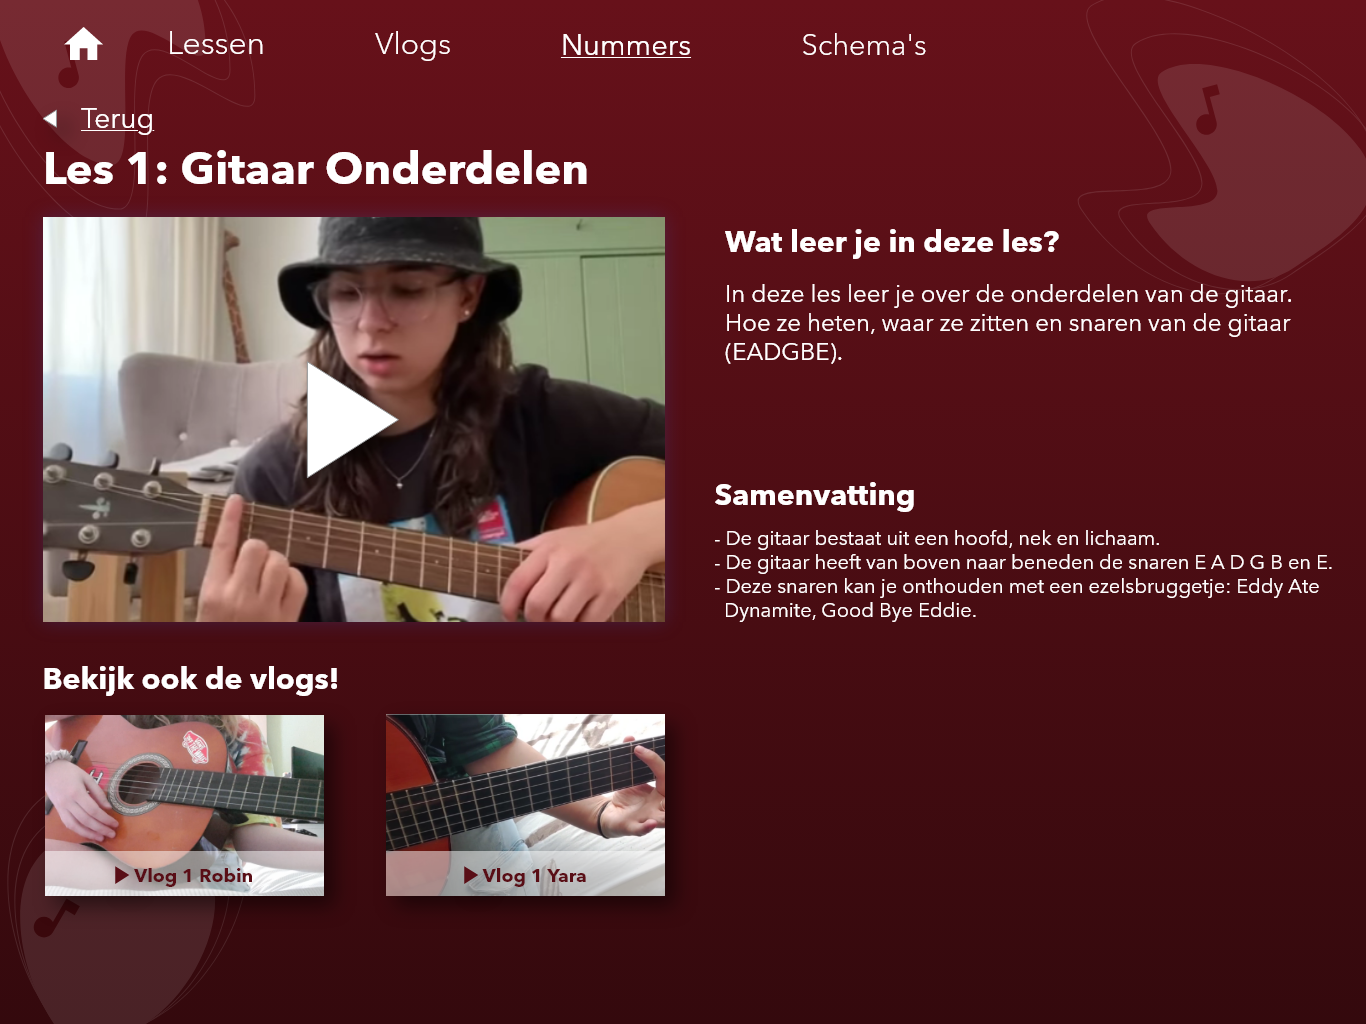 Lessen
Vlogs
Nummers
Schema's
Terug
Les 1: Gitaar Onderdelen
Wat leer je in deze les?
In deze les leer je over de onderdelen van de gitaar.
Hoe ze heten, waar ze zitten en snaren van de gitaar
(EADGBE).
Samenvatting
- De gitaar bestaat uit een hoofd, nek en lichaam.
- De gitaar heeft van boven naar beneden de snaren E A D G B en E.
- Deze snaren kan je onthouden met een ezelsbruggetje: Eddy Ate
Dynamite, Good Bye Eddie.
Bekijk ook de vlogs!
Vlog 1 Robin
Vlog 1 Yara